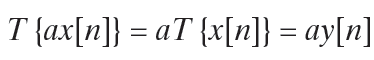 T {ax[n]} = aT {x[n]} = ay[n]